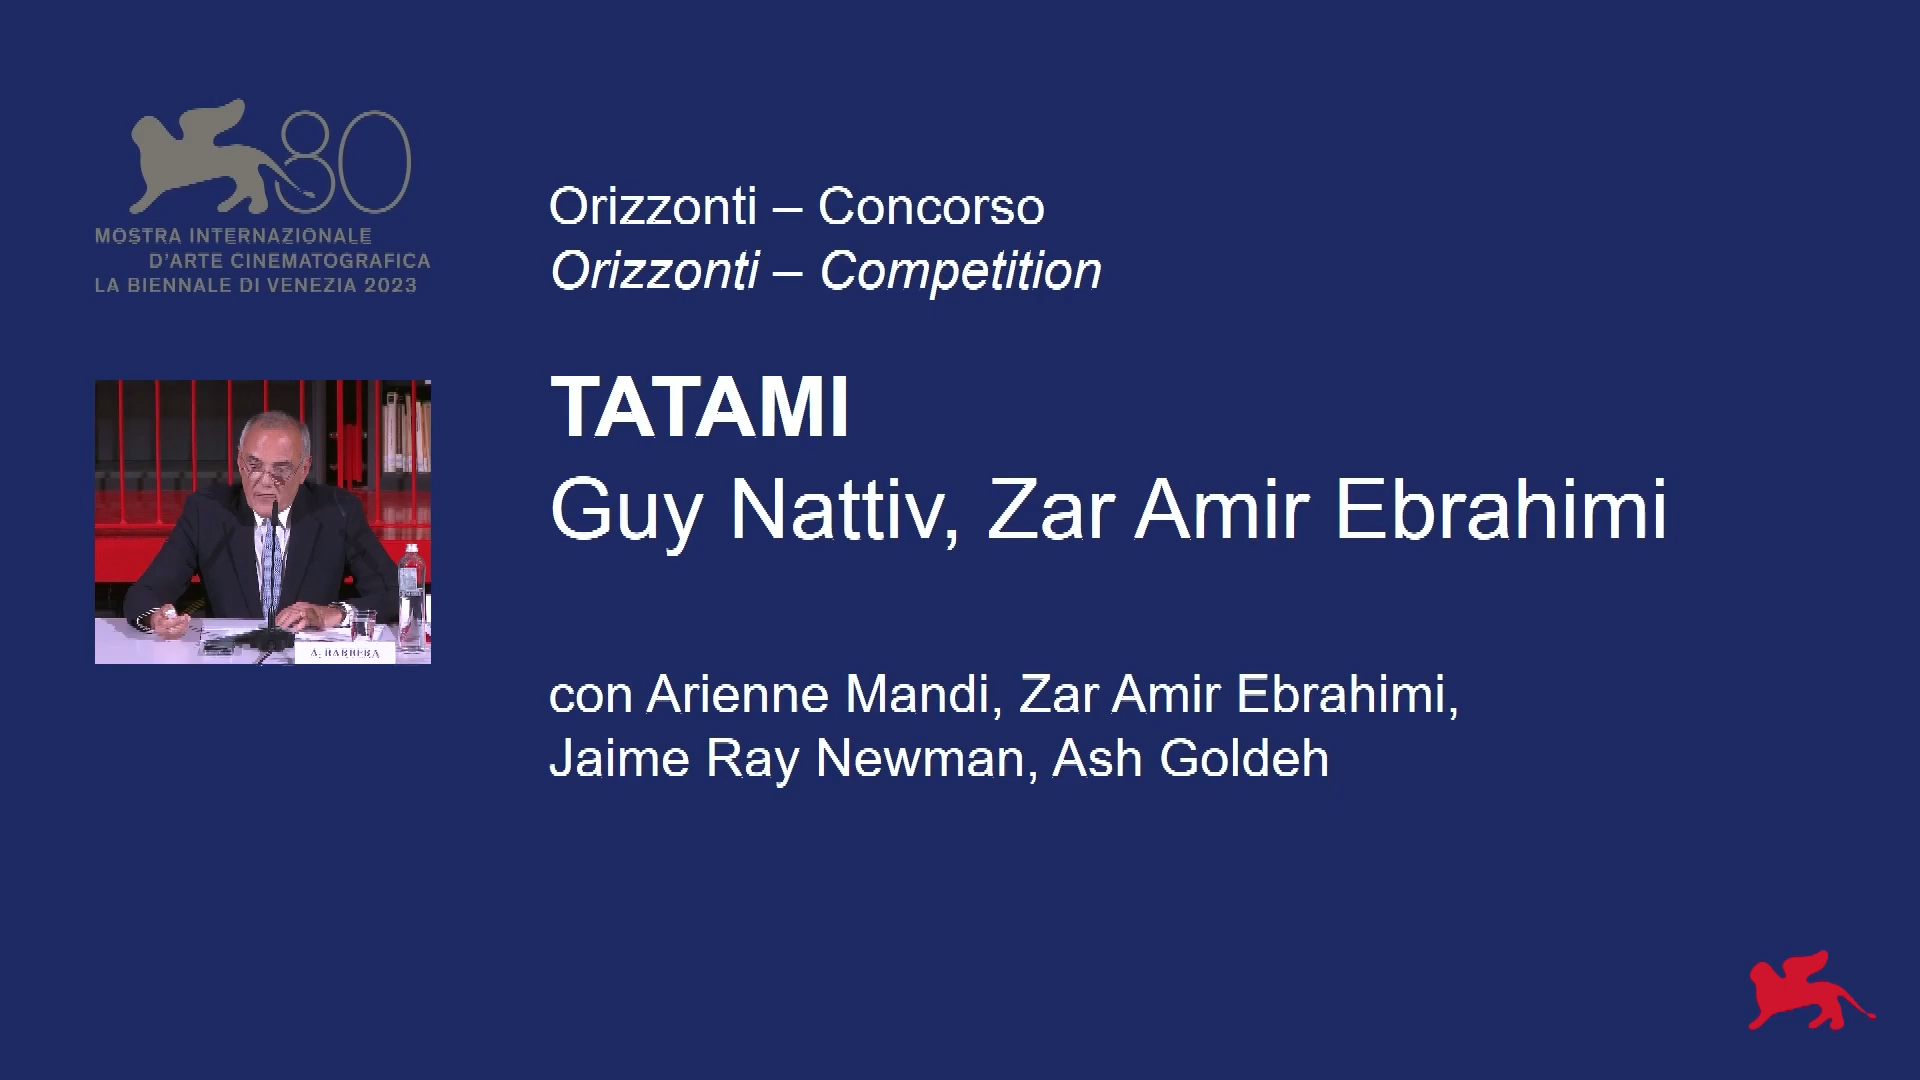 80
MOSTRA INTERNAZIONALE
D'ARTE CINEMATOGRAFICA
LA BIENNALE DI VENEZIA 2023
Orizzonti – Concorso
Orizzonti – Competition
TATAMI
Guy Nattiv, Zar Amir Ebrahimi
con Arienne Mandi, Zar Amir Ebrahimi,
Jaime Ray Newman, Ash Goldeh
A. BARBERA